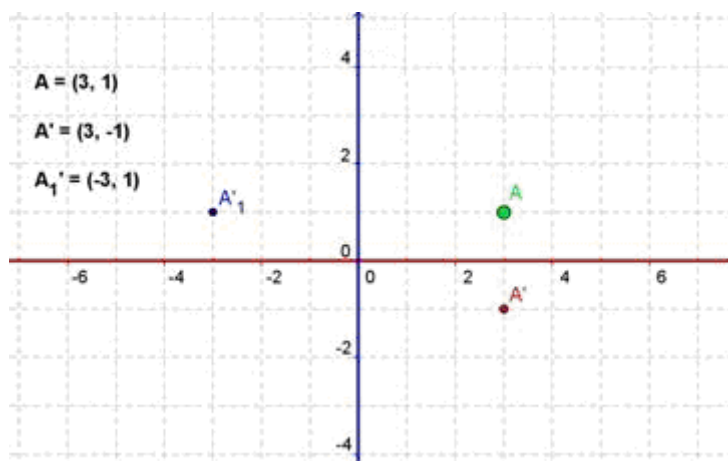 A = (3, 1)
A' = (3, -1)
A₁' = (-3, 1)
4
2
A'₁
A
0
-6 -4 -2 0 2 4 6
A'
-2
-4